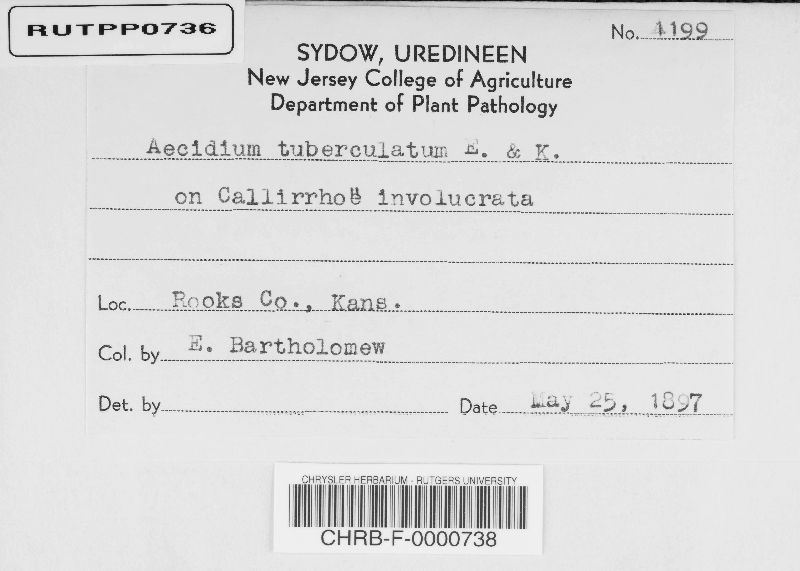 RUTPP0736
No. 1199
SYDOW, UREDINEEN
New Jersey College of Agriculture
Department of Plant Pathology
Aecidium tuberculatum E. & K.
on Callirrhoë involucrata
Loc. Rooks Co., Kans.
Col. by E. Bartholomew
Det. by
Date May 25, 1897
CHRYSLER HERBARIUM - RUTGERS UNIVERSITY
CHRB-F-0000738